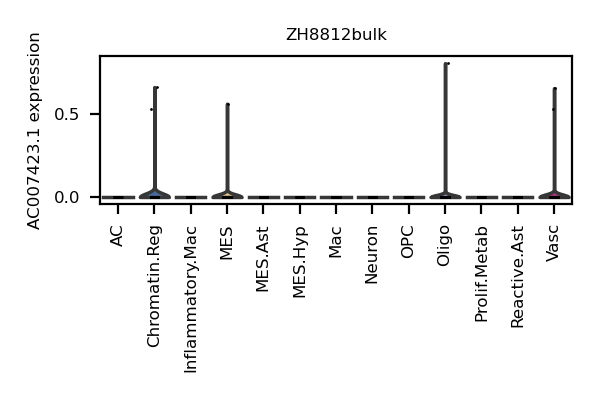 ZH8812bulk
AC007423.1 expression
0.5
0.0
AC
Chromatin.Reg
Inflammatory.Mac
MES
MES.Ast
MES.Hyp
Mac
Neuron
OPC
Oligo
Prolif.Metab
Reactive.Ast
Vasc